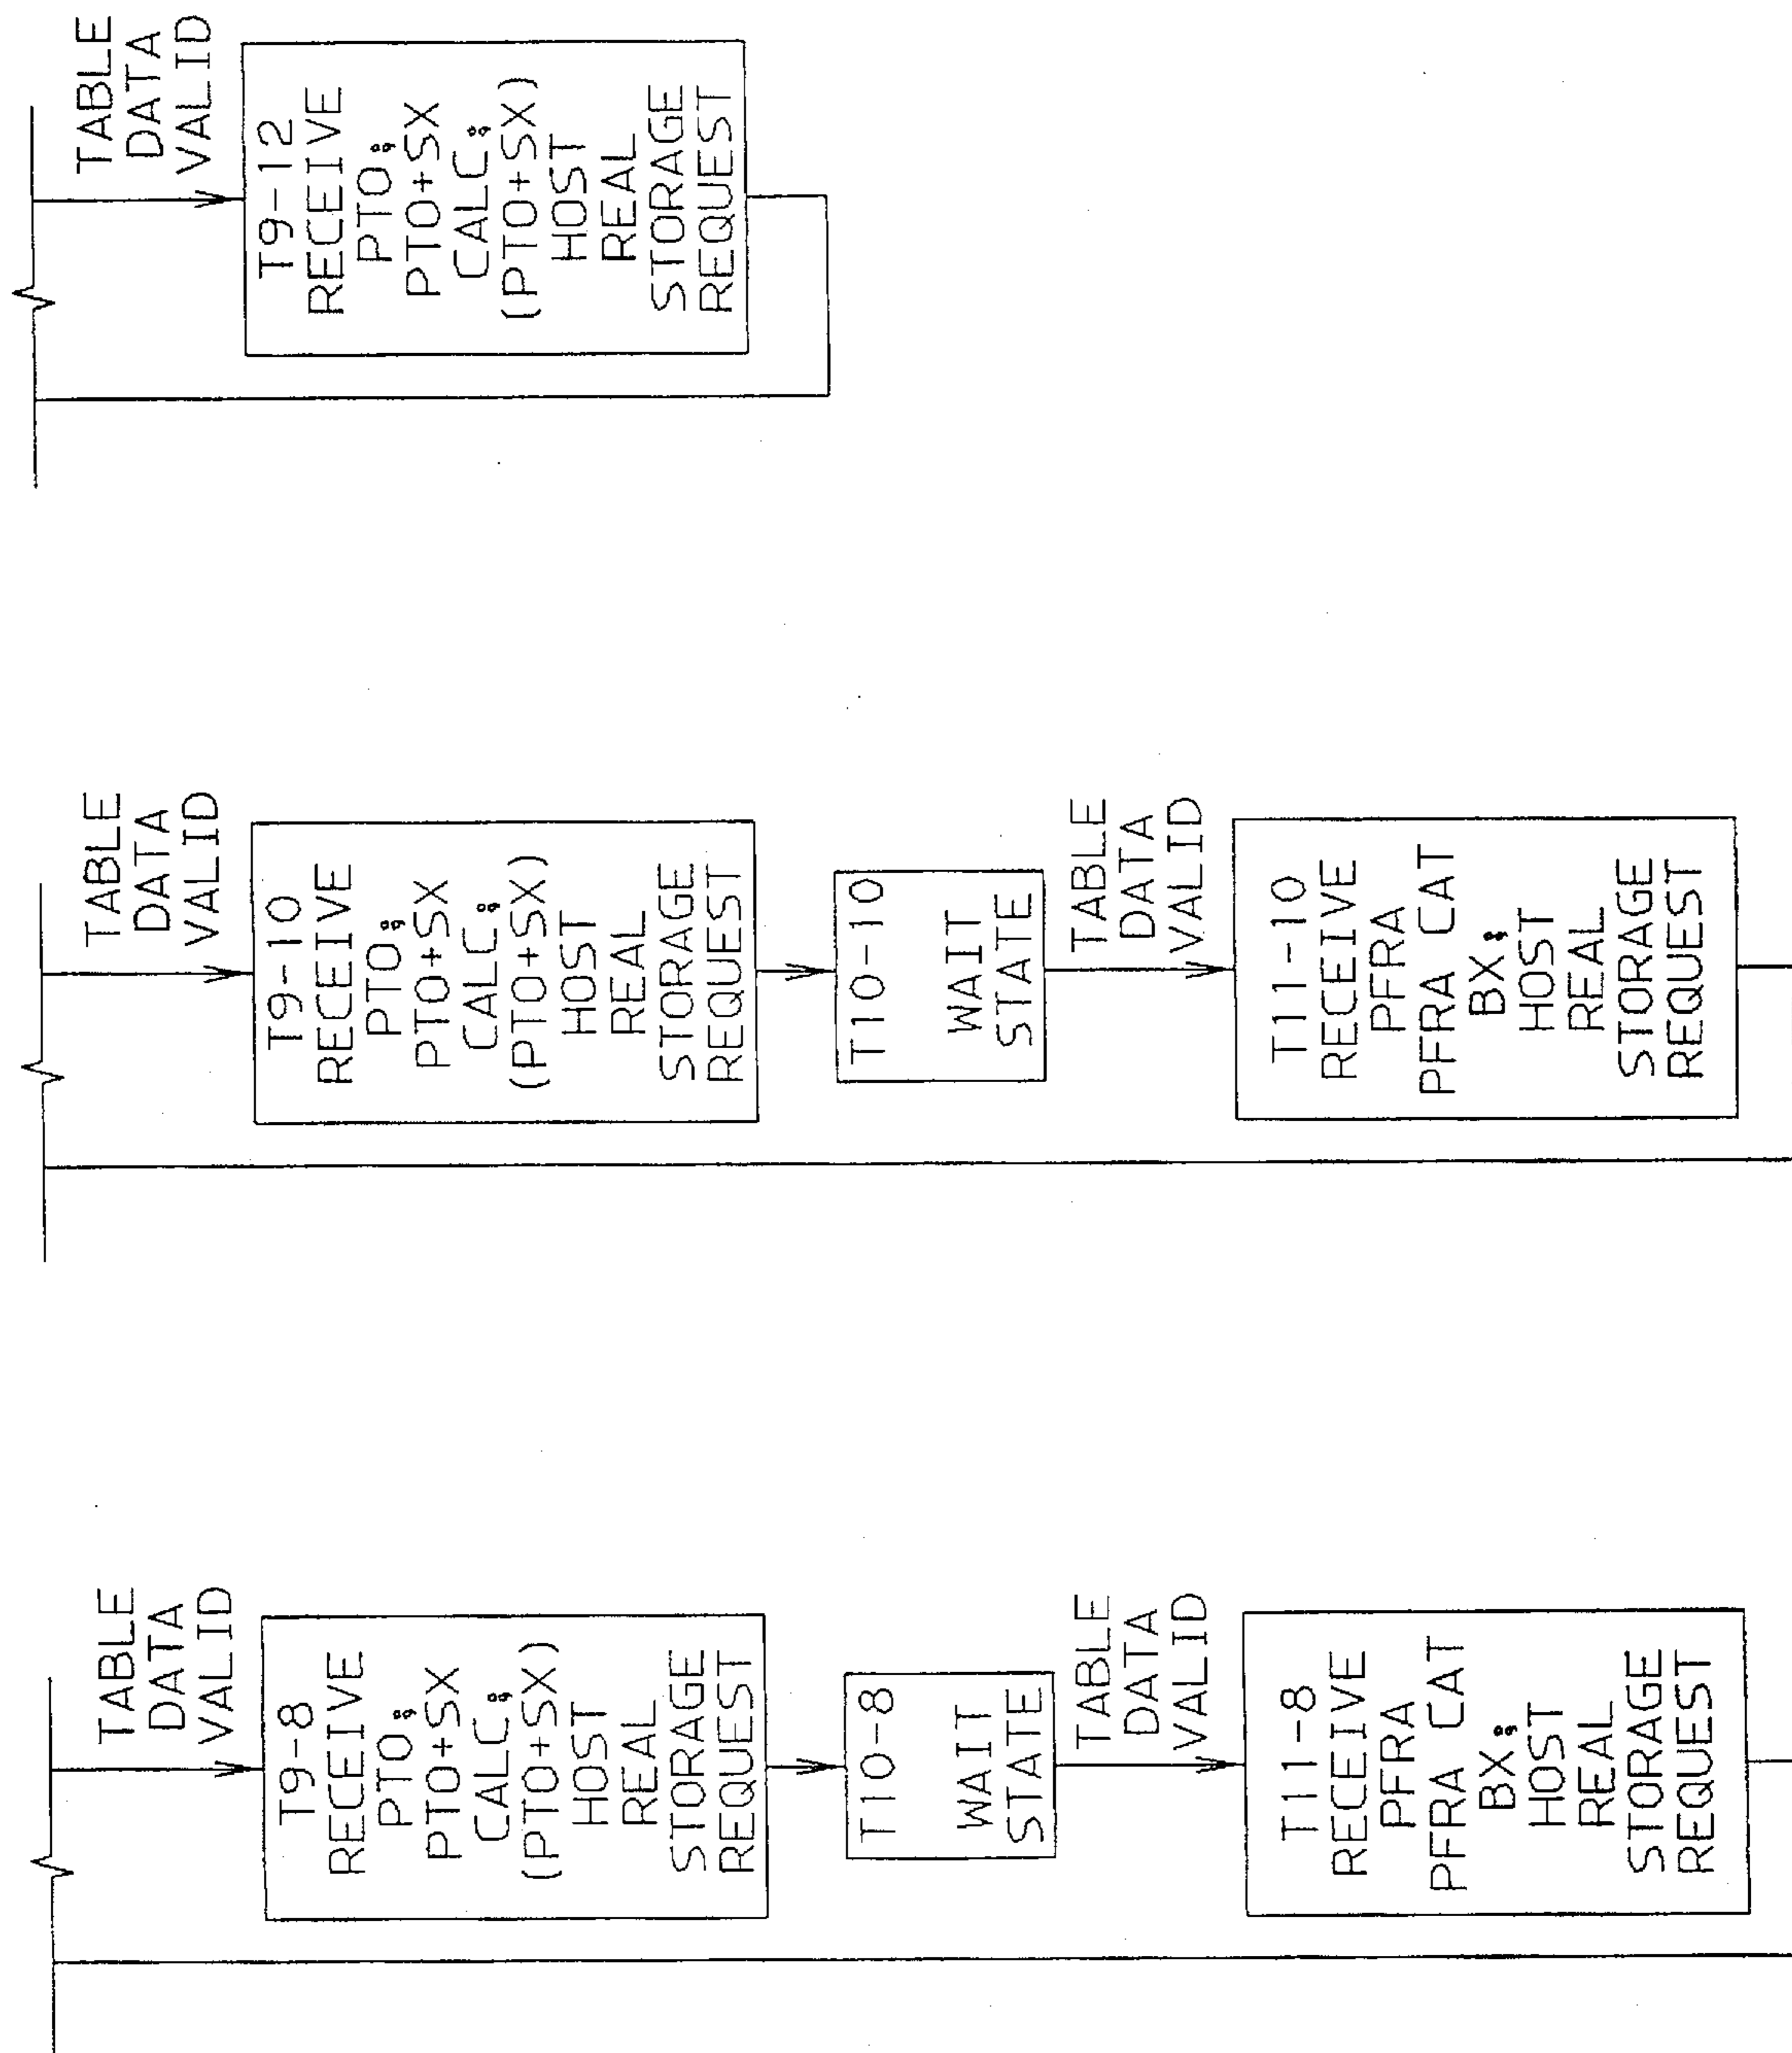 TABLE
DATA
VALID
T9-8
RECEIVE
PTO;
PTO+SX
CALC;
(PTO+SX)
HOST
REAL
STORAGE
REQUEST
T10-8
WAIT
STATE
TABLE
DATA
VALID
T11-8
RECEIVE
PFRA
PFRA CAT
BX;
HOST
REAL
STORAGE
REQUEST
TABLE
DATA
VALID
T9-10
RECEIVE
PTO;
PTO+SX
CALC;
(PTO+SX)
HOST
REAL
STORAGE
REQUEST
T10-10
WAIT
STATE
TABLE
DATA
VALID
T11-10
RECEIVE
PFRA
PFRA CAT
BX;
HOST
REAL
STORAGE
REQUEST
TABLE
DATA
VALID
T9-12
RECEIVE
PTO;
PTO+SX
CALC;
(PTO+SX)
HOST
REAL
STORAGE
REQUEST